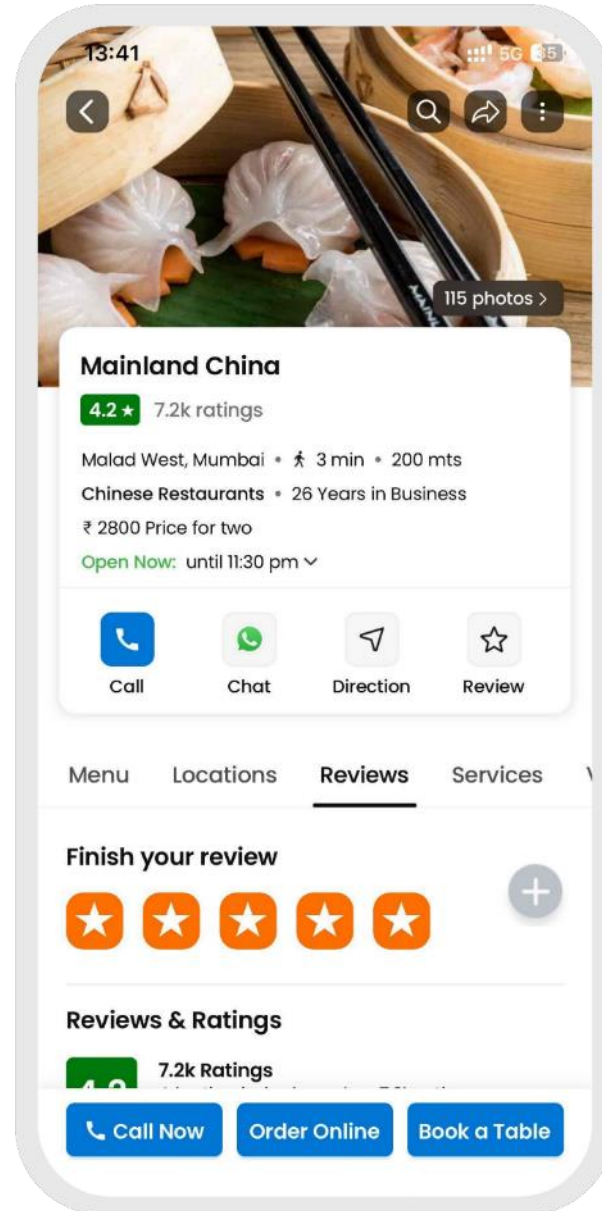 13:41
5G 35
115 photos >
MAINLAND
Mainland China
4.2 ★ 7.2k ratings
Malad West, Mumbai • 3 min • 200 mts
Chinese Restaurants • 26 Years in Business
₹ 2800 Price for two
Open Now: until 11:30 pm
Call Chat Direction Review
Menu Locations Reviews Services
Finish your review
Reviews & Ratings
7.2k Ratings
Call Now Order Online Book a Table